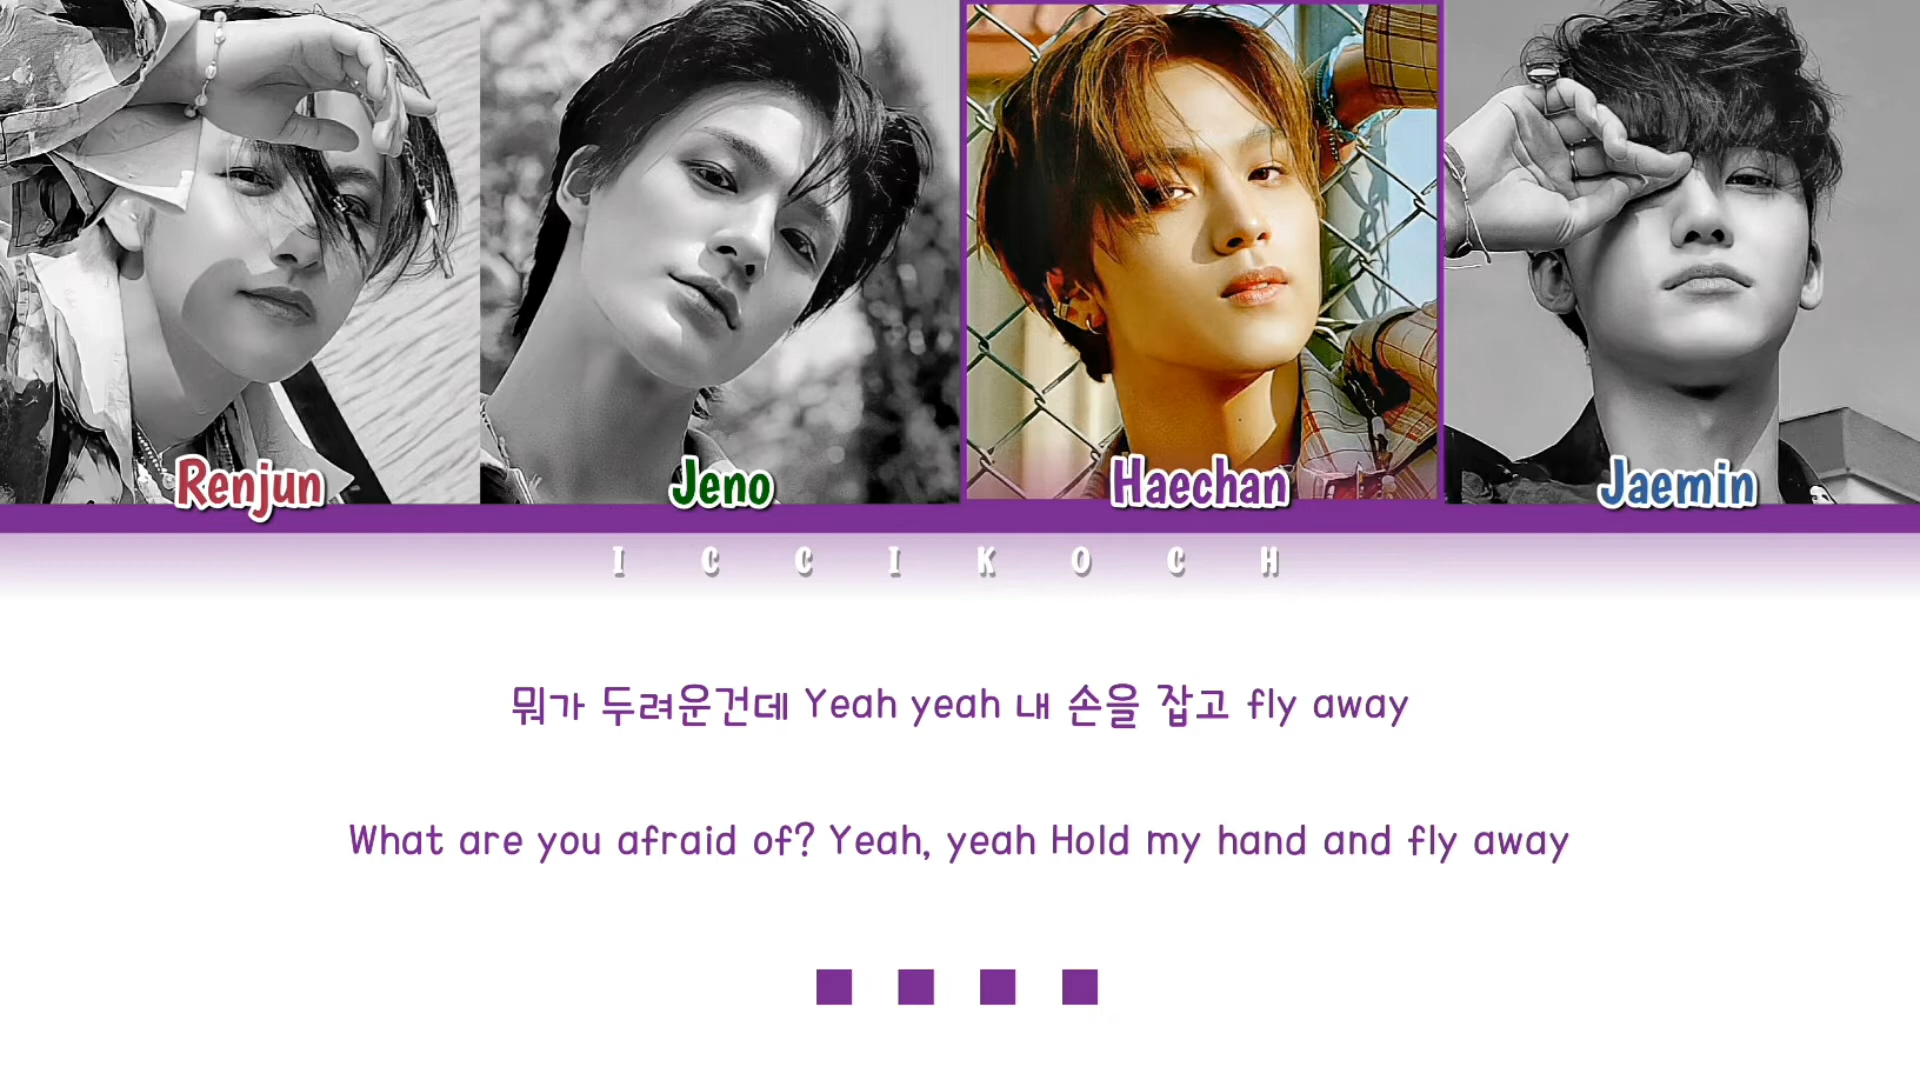 Renjun
Jeno
Haechan
Jaemin
I C C I K O C H
뭐가 두려운건데 Yeah yeah 내 손을 잡고 fly away
What are you afraid of? Yeah, yeah Hold my hand and fly away